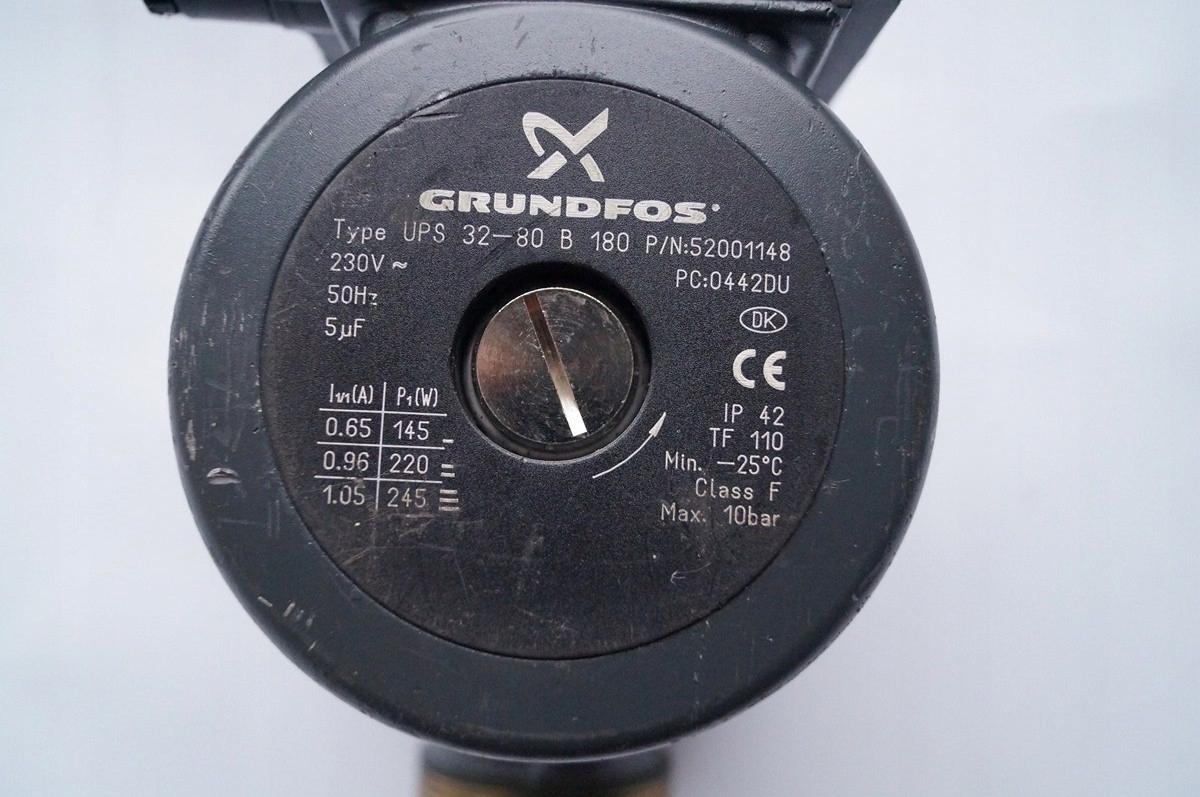 GRUNDFOS
Type UPS 32-80 B 180 P/N:52001148
230V ~
PC:0442DU
50Hz
DK
5µF
CE
I₁/₁(A) P₁(W)
0.65 145
0.96 220
1.05 245
IP 42
TF 110
Min. -25°C
Class F
Max. 10bar